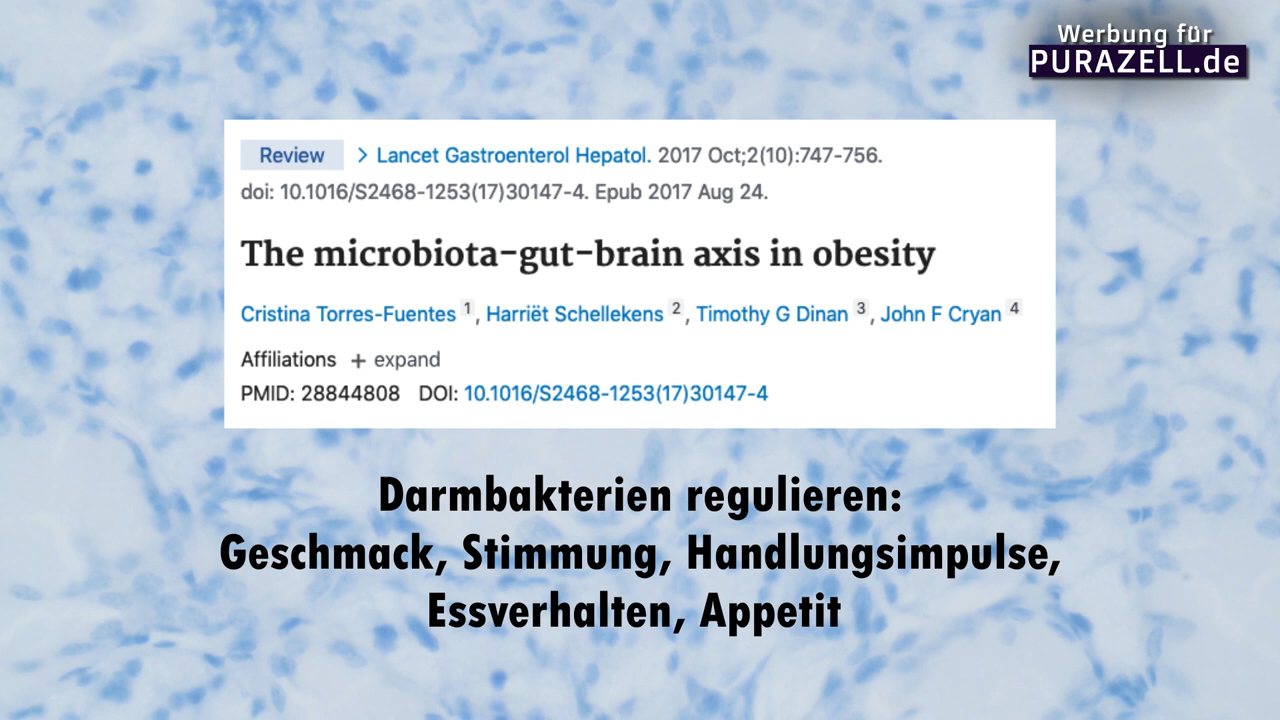 Werbung für
PURAZELL.de
Review > Lancet Gastroenterol Hepatol. 2017 Oct;2(10):747-756.
doi: 10.1016/S2468-1253(17)30147-4. Epub 2017 Aug 24.
The microbiota-gut-brain axis in obesity
Cristina Torres-Fuentes 1, Harriët Schellekens 2, Timothy G Dinan 3, John F Cryan 4
Affiliations + expand
PMID: 28844808 DOI: 10.1016/S2468-1253(17)30147-4
Darmbakterien regulieren:
Geschmack, Stimmung, Handlungsimpulse,
Essverhalten, Appetit